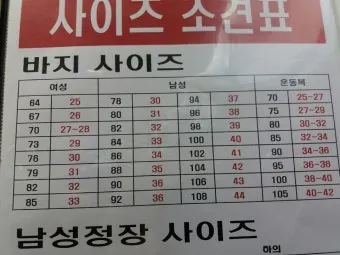 사이즈 조견표
바지 사이즈
여성 남성 운동복
64 25 78 30 94 37 70 25-27
67 26 80 31 96 38 75 27-29
70 27-28 82 32 98 39 80 30-32
73 29 84 33 100 40 85 32-34
76 30 86 34 102 41 90 34-36
79 31 88 35 104 42 95 36-38
82 32 90 36 106 43 100 38-40
85 33 92 36 108 44 105 40-42
남성정장 사이즈
하의